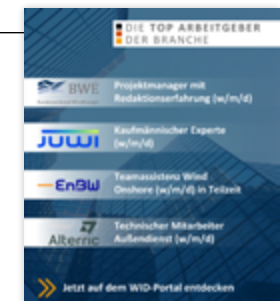 DIE TOP ARBEITGEBER
DER BRANCHE
BWE
Projektmanager mit
Redaktionserfahrung (w/m/d)
juwi
Kaufmännischer Experte
(w/m/d)
EnBW
Teamassistenz Wind
Onshore (w/m/d) in Teilzeit
Alterric
Technischer Mitarbeiter
Außendienst (w/m/d)
Jetzt auf dem WID-Portal entdecken